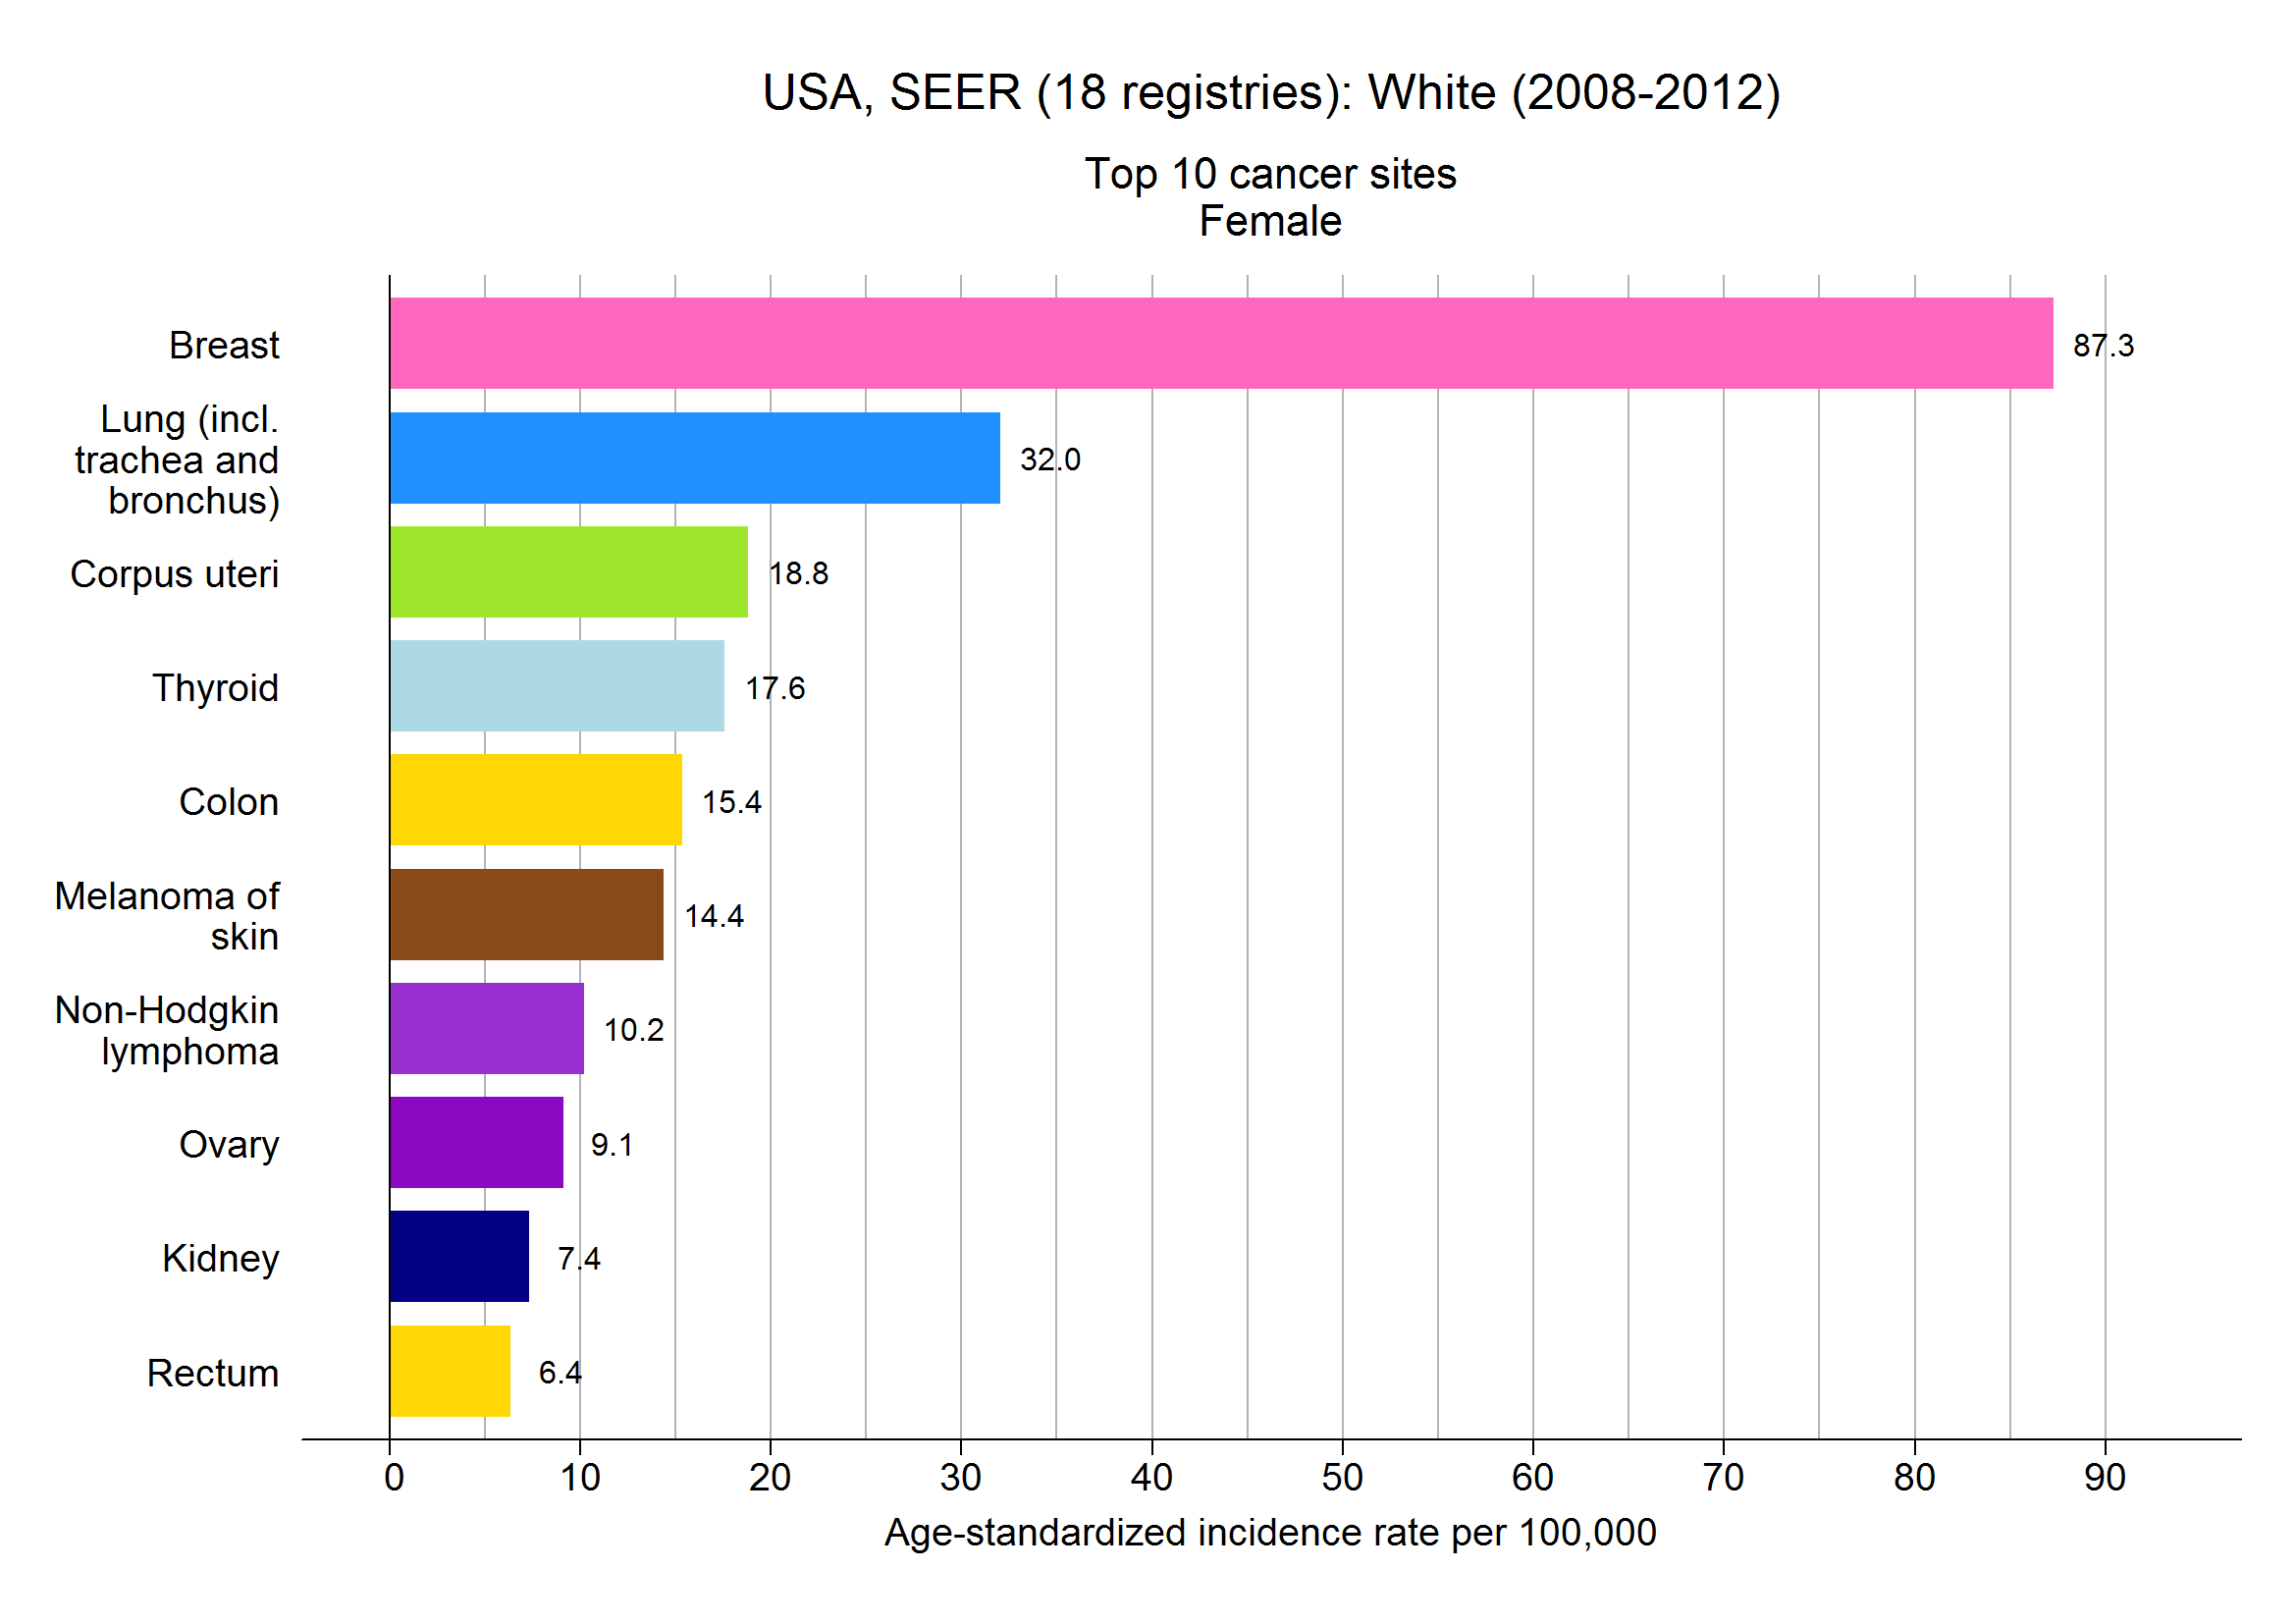 USA, SEER (18 registries): White (2008-2012)
Top 10 cancer sites
Female
Breast
87.3
Lung (incl.
trachea and
bronchus)
32.0
Corpus uteri
18.8
Thyroid
17.6
Colon
15.4
Melanoma of
skin
14.4
Non-Hodgkin
lymphoma
10.2
Ovary
9.1
Kidney
7.4
Rectum
6.4
0 10 20 30 40 50 60 70 80 90
Age-standardized incidence rate per 100,000